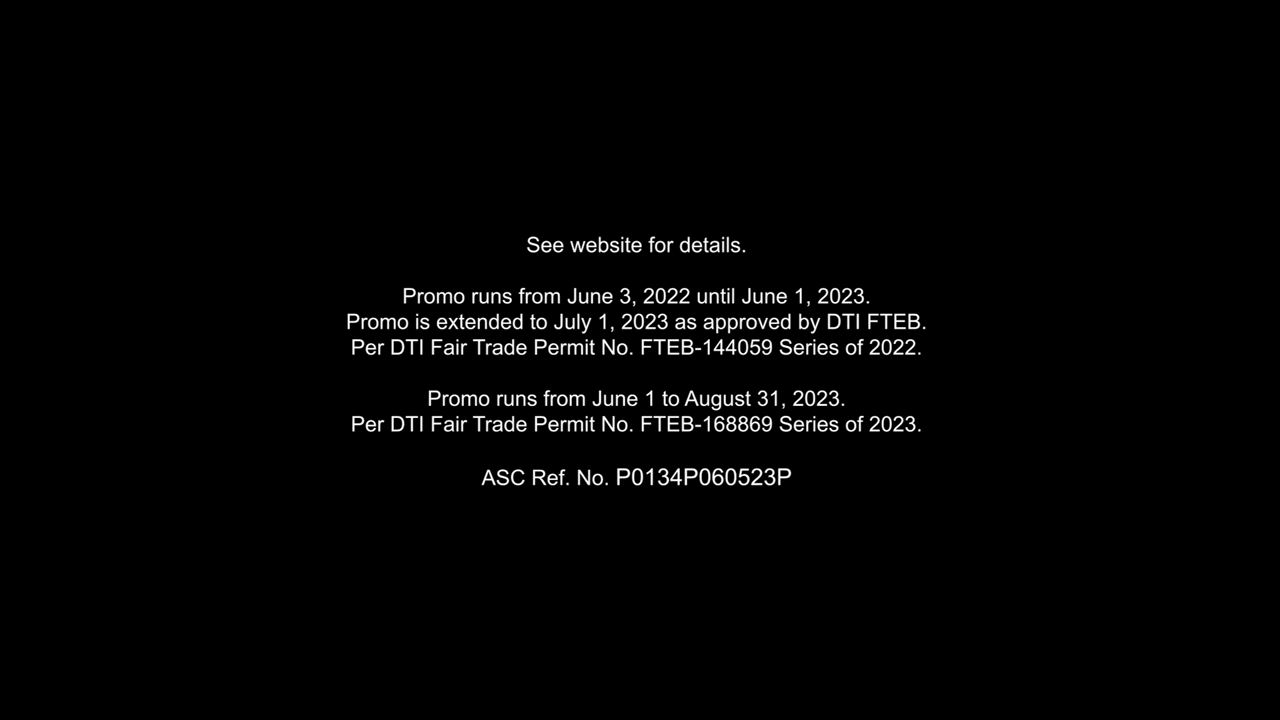 See website for details.
Promo runs from June 3, 2022 until June 1, 2023.
Promo is extended to July 1, 2023 as approved by DTI FTEB.
Per DTI Fair Trade Permit No. FTEB-144059 Series of 2022.
Promo runs from June 1 to August 31, 2023.
Per DTI Fair Trade Permit No. FTEB-168869 Series of 2023.
ASC Ref. No. P0134P060523P